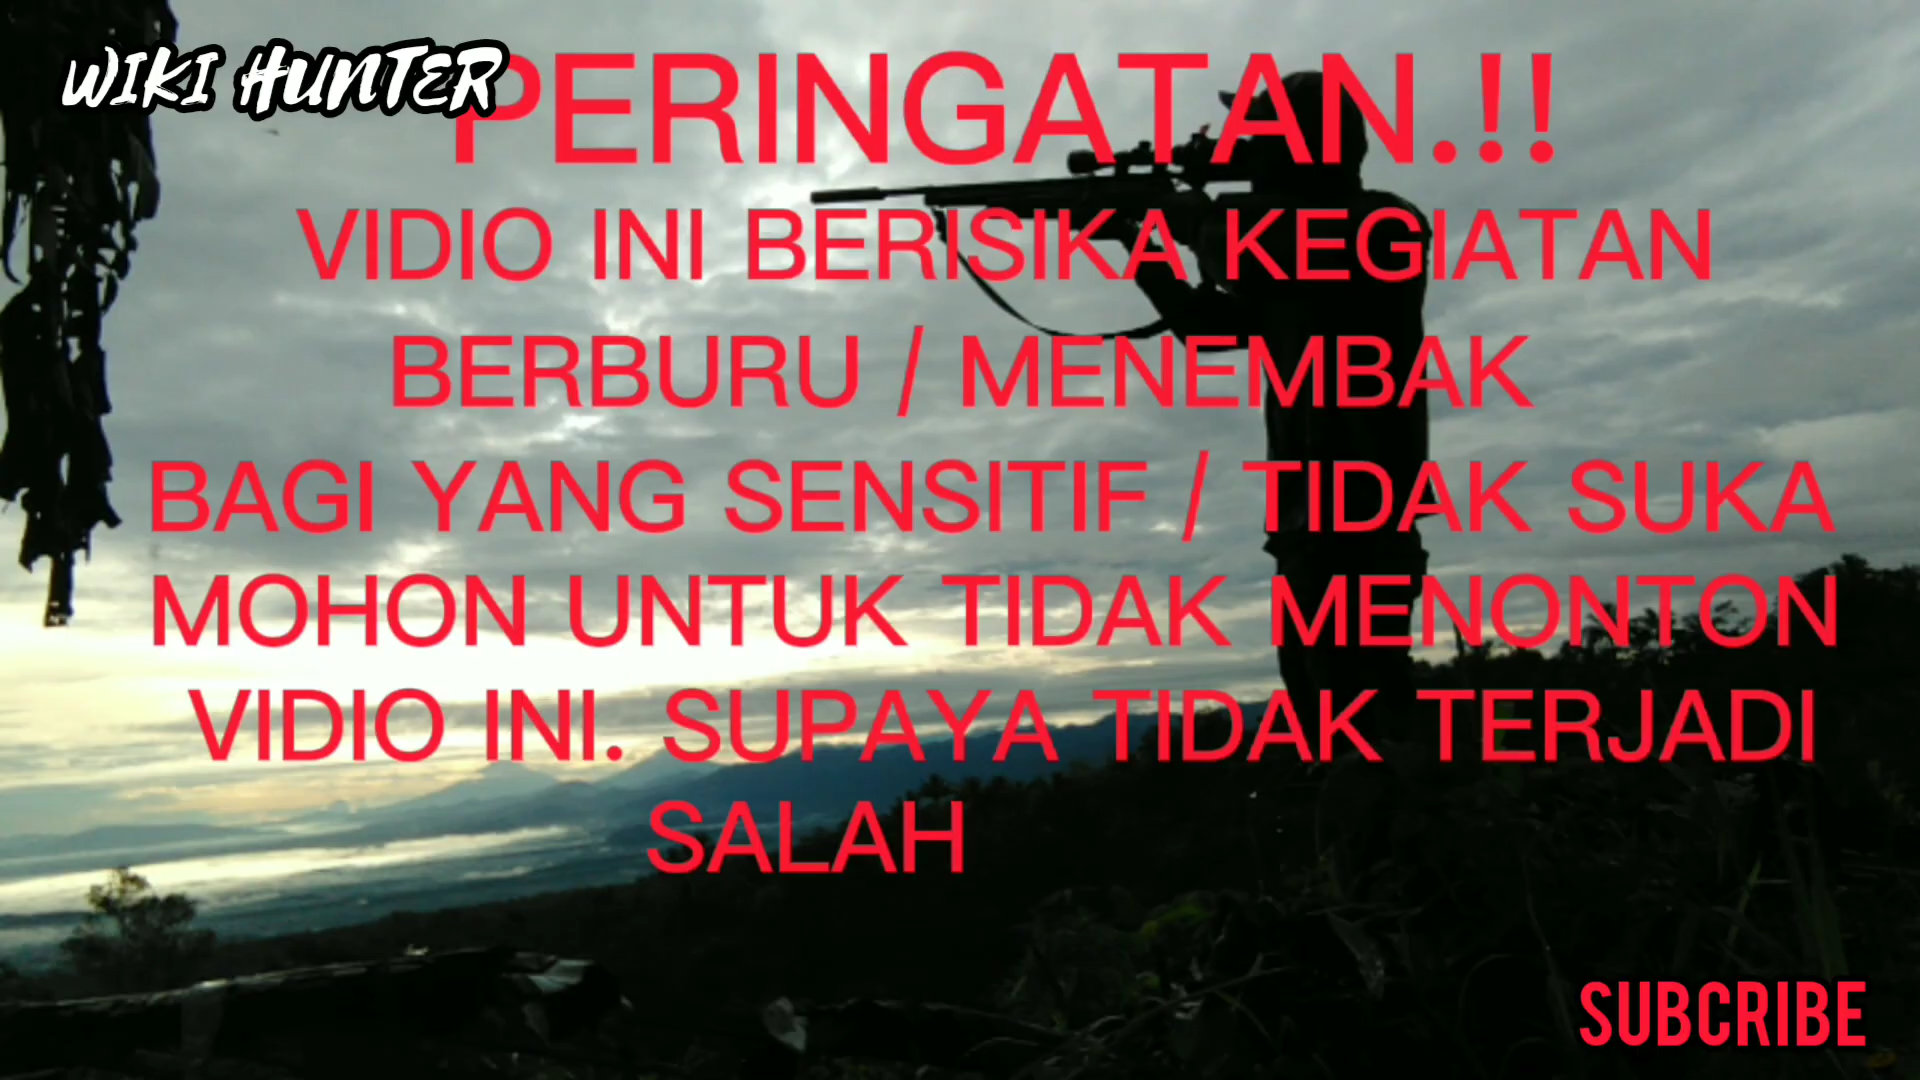 WIKI HUNTER
PERINGATAN.!!
VIDIO INI BERISIKA KEGIATAN
BERBURU / MENEMBAK
BAGI YANG SENSITIF / TIDAK SUKA
MOHON UNTUK TIDAK MENONTON
VIDIO INI. SUPAYA TIDAK TERJADI
SALAH
SUBCRIBE